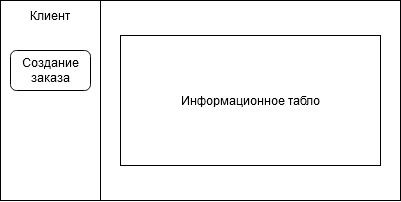 Клиент
Создание
заказа
Информационное табло